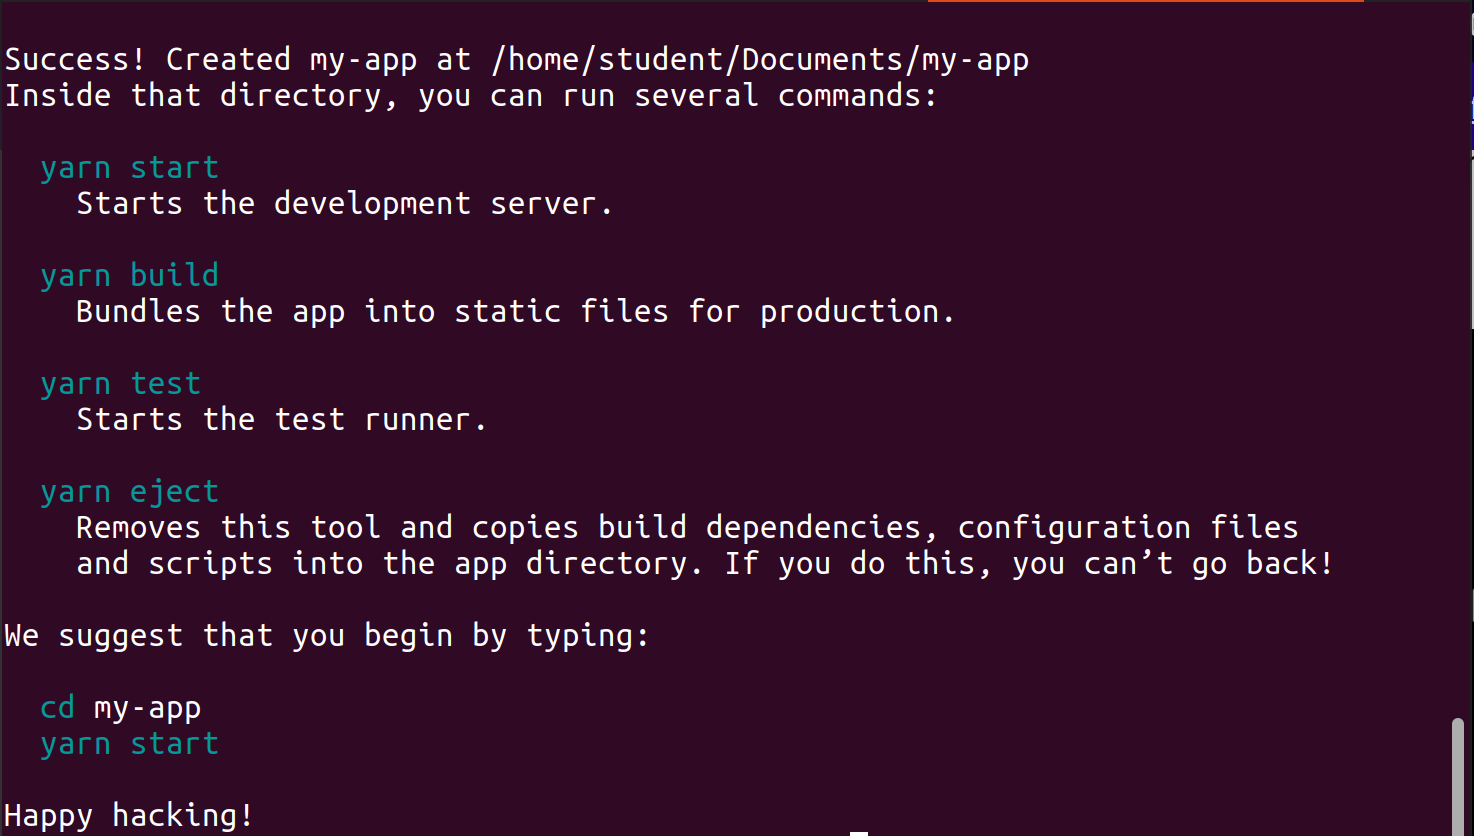 Success! Created my-app at /home/student/Documents/my-app
Inside that directory, you can run several commands:
yarn start
Starts the development server.
yarn build
Bundles the app into static files for production.
yarn test
Starts the test runner.
yarn eject
Removes this tool and copies build dependencies, configuration files
and scripts into the app directory. If you do this, you can’t go back!
We suggest that you begin by typing:
cd my-app
yarn start
Happy hacking!